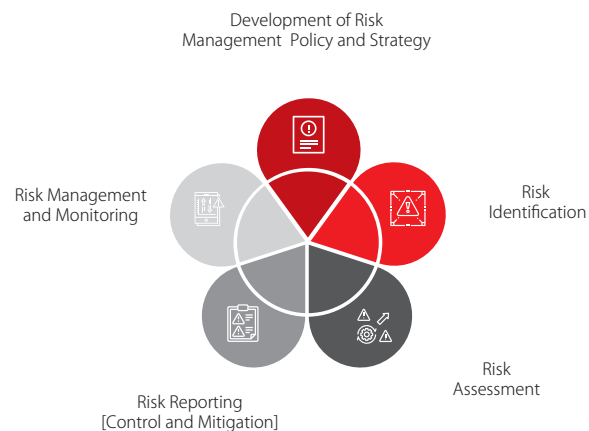 Development of Risk
Management Policy and Strategy
Risk
Identification
Risk
Assessment
Risk Reporting
[Control and Mitigation]
Risk Management
and Monitoring